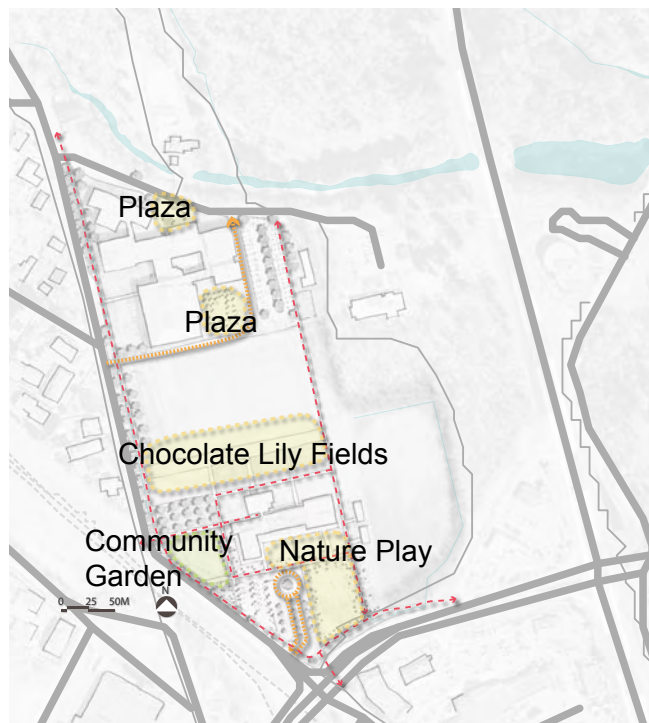 Plaza
Plaza
Chocolate Lily Fields
Community
Garden
Nature Play
0 25 50M
N